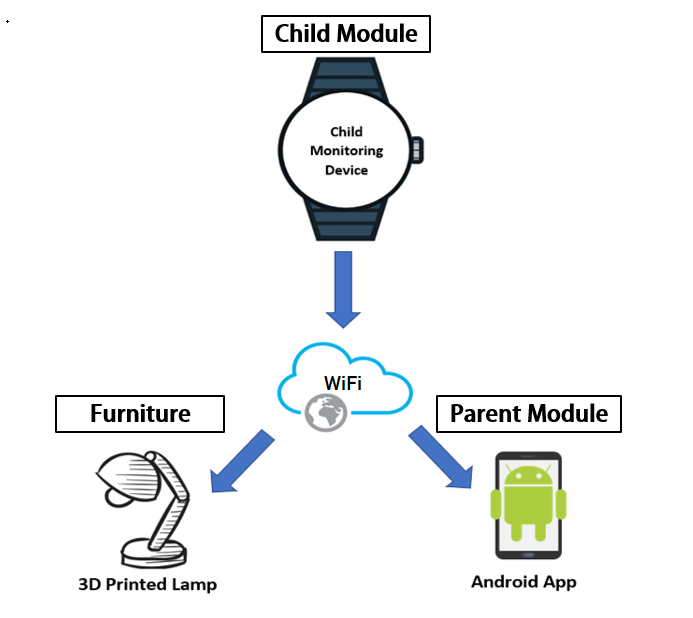 Child Module
Child
Monitoring
Device
WiFi
Furniture
Parent Module
3D Printed Lamp
Android App